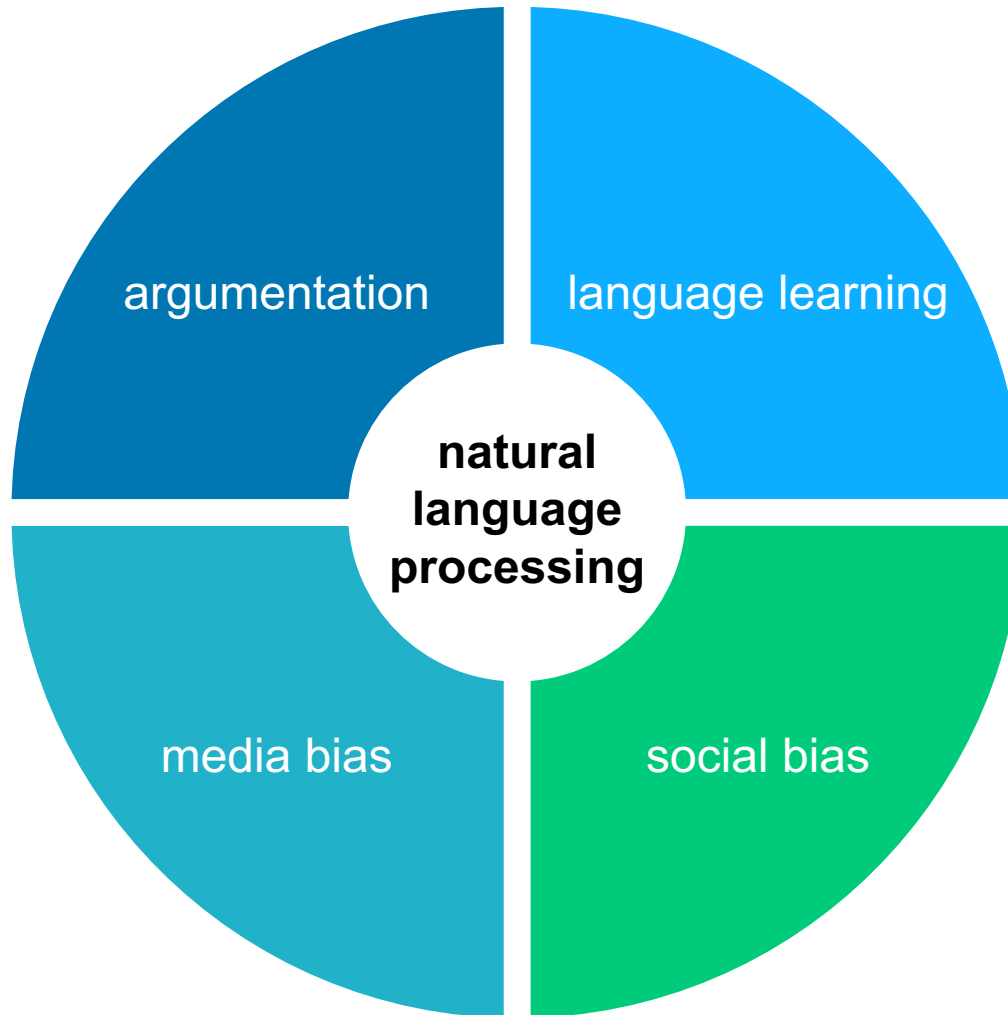 argumentation
language learning
natural
language
processing
media bias
social bias